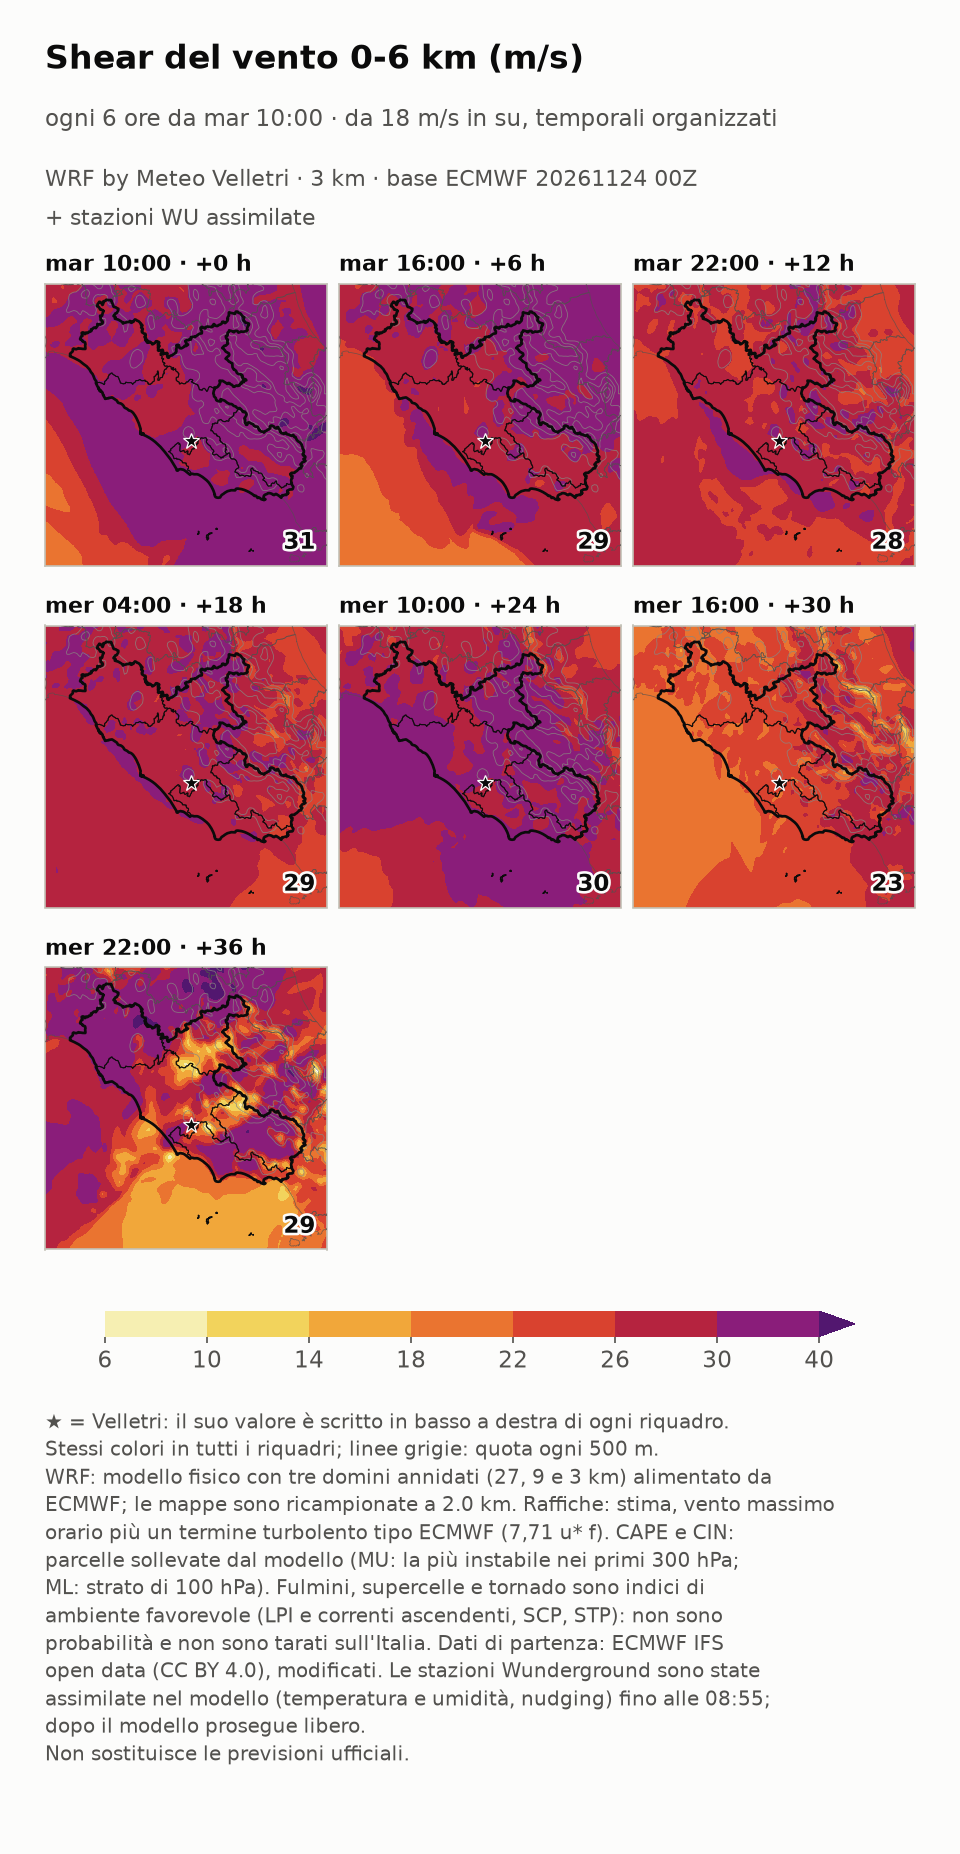 Shear del vento 0-6 km (m/s)
ogni 6 ore da mar 10:00 · da 18 m/s in su, temporali organizzati
WRF by Meteo Velletri · 3 km · base ECMWF 20261124 00Z
+ stazioni WU assimilate
mar 10:00 · +0 h
mar 16:00 · +6 h
mar 22:00 · +12 h
31
29
28
mer 04:00 · +18 h
mer 10:00 · +24 h
mer 16:00 · +30 h
29
30
23
mer 22:00 · +36 h
29
6 10 14 18 22 26 30 40
★ = Velletri: il suo valore è scritto in basso a destra di ogni riquadro.
Stessi colori in tutti i riquadri; linee grigie: quota ogni 500 m.
WRF: modello fisico con tre domini annidati (27, 9 e 3 km) alimentato da
ECMWF; le mappe sono ricampionate a 2.0 km. Raffiche: stima, vento massimo
orario più un termine turbolento tipo ECMWF (7,71 u* f). CAPE e CIN:
parcelle sollevate dal modello (MU: la più instabile nei primi 300 hPa;
ML: strato di 100 hPa). Fulmini, supercelle e tornado sono indici di
ambiente favorevole (LPI e correnti ascendenti, SCP, STP): non sono
probabilità e non sono tarati sull'Italia. Dati di partenza: ECMWF IFS
open data (CC BY 4.0), modificati. Le stazioni Wunderground sono state
assimilate nel modello (temperatura e umidità, nudging) fino alle 08:55;
dopo il modello prosegue libero.
Non sostituisce le previsioni ufficiali.